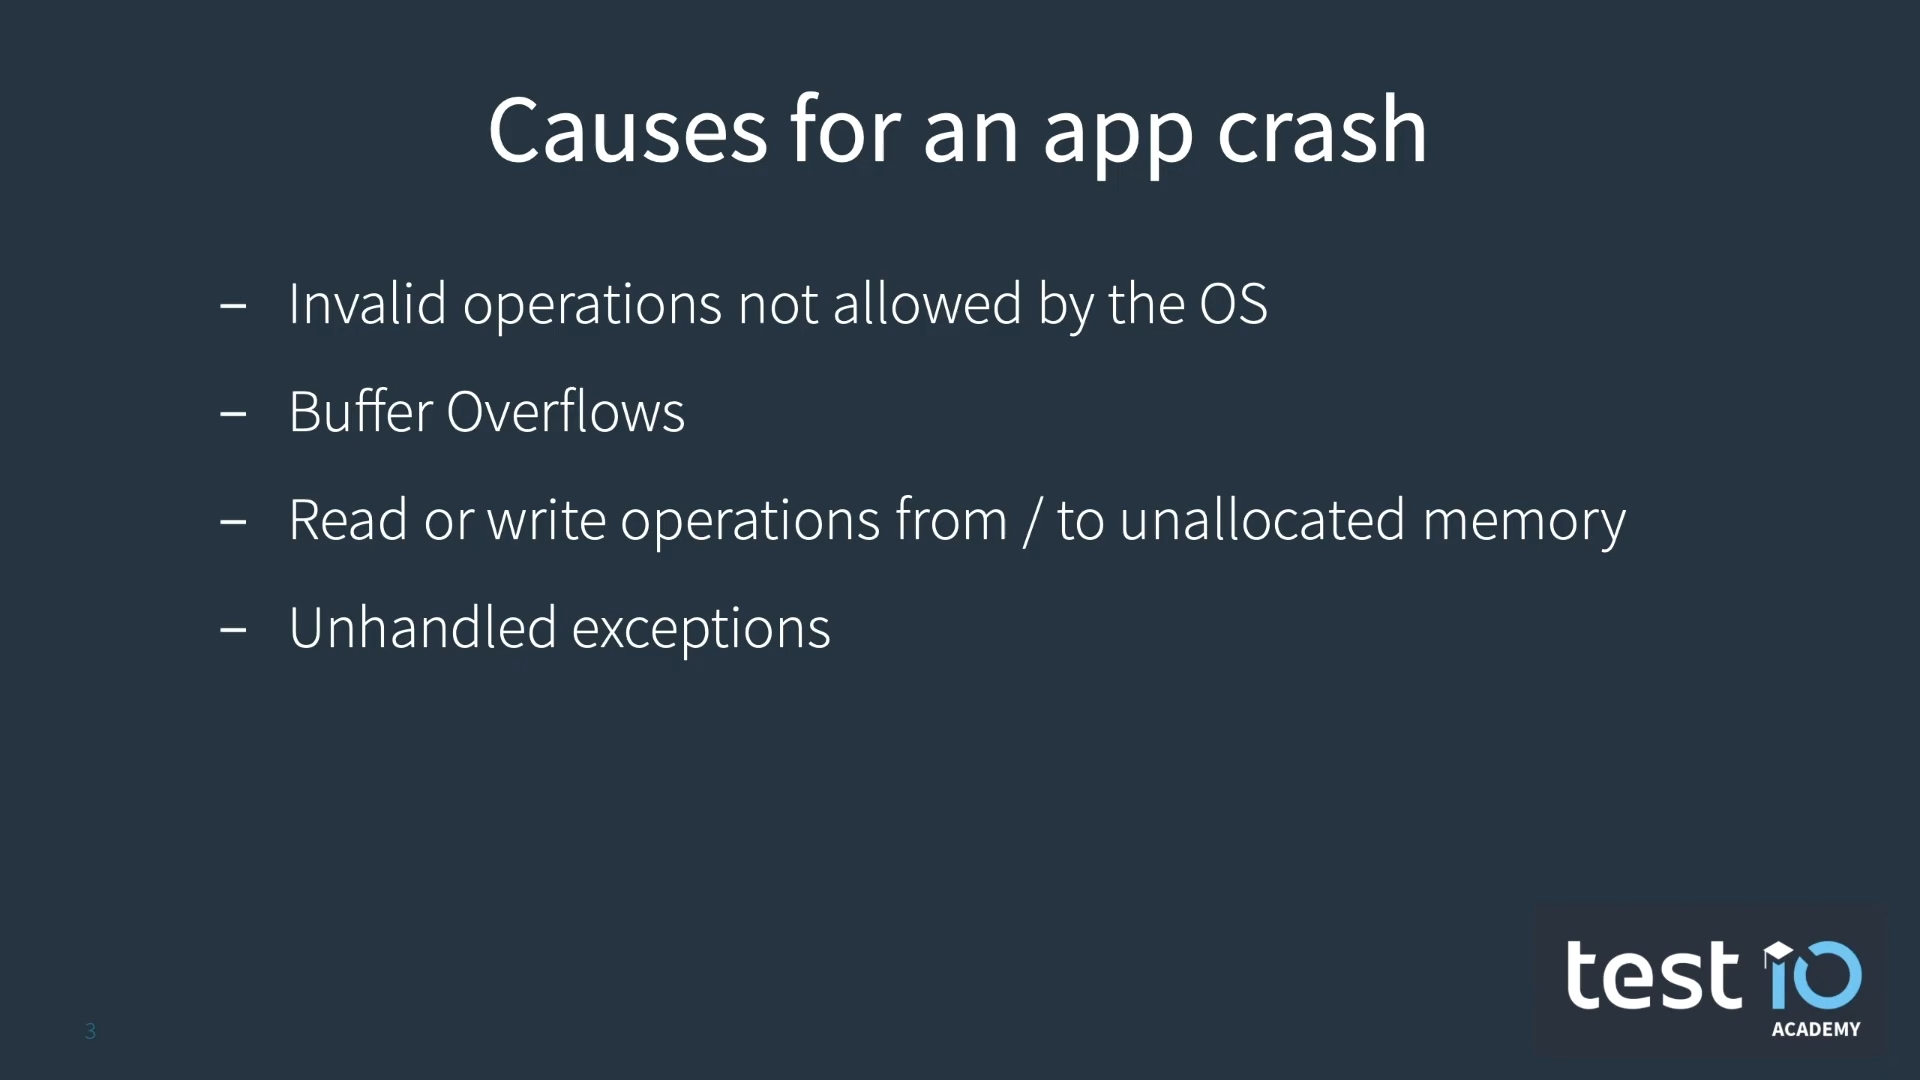 Causes for an app crash
– Invalid operations not allowed by the OS
– Buffer Overflows
– Read or write operations from / to unallocated memory
– Unhandled exceptions
test iO
ACADEMY
3